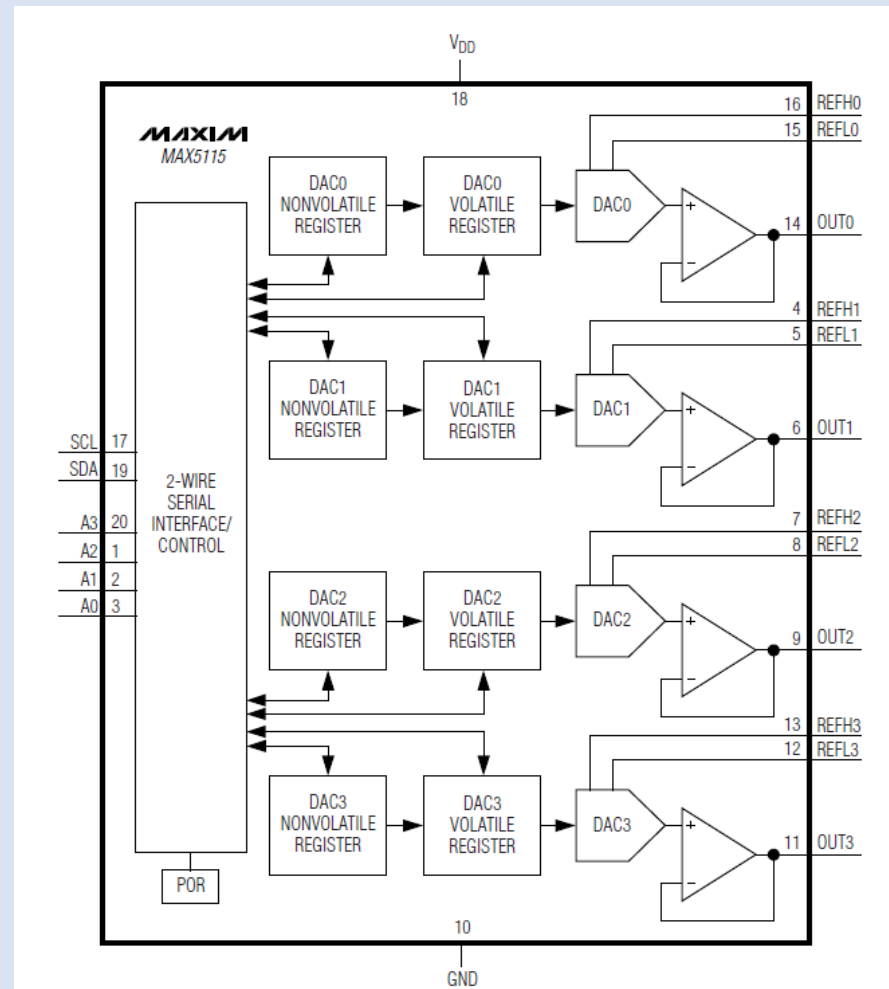 VDD
18
MAXIM
MAX5115
16 REFH0
15 REFL0
DAC0
NONVOLATILE
REGISTER
DAC0
VOLATILE
REGISTER
DAC0
+
−
14 OUT0
4 REFH1
5 REFL1
DAC1
NONVOLATILE
REGISTER
DAC1
VOLATILE
REGISTER
DAC1
+
−
6 OUT1
SCL 17
SDA 19
A3 20
A2 1
A1 2
A0 3
2-WIRE
SERIAL
INTERFACE/
CONTROL
7 REFH2
8 REFL2
DAC2
NONVOLATILE
REGISTER
DAC2
VOLATILE
REGISTER
DAC2
+
−
9 OUT2
13 REFH3
12 REFL3
DAC3
NONVOLATILE
REGISTER
DAC3
VOLATILE
REGISTER
DAC3
+
−
11 OUT3
POR
10
GND